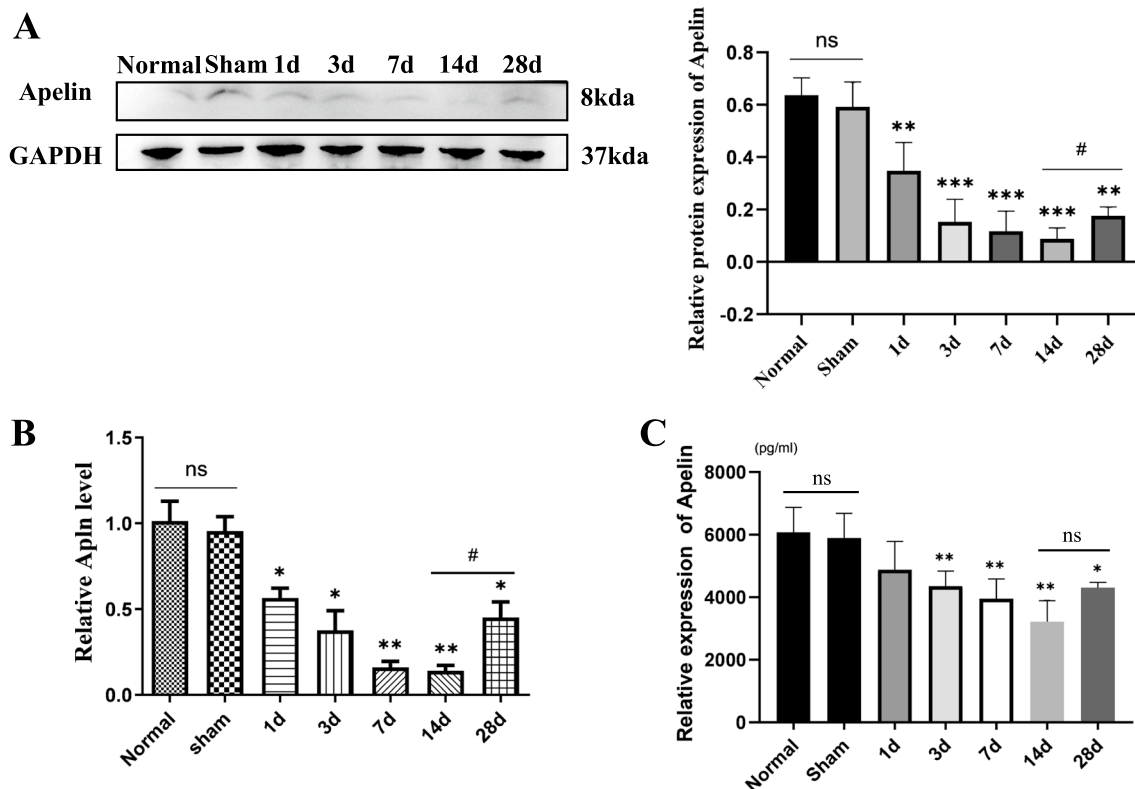 A
Normal Sham 1d 3d 7d 14d 28d
Apelin 8kda
GAPDH 37kda
Relative protein expression of Apelin
0.8
0.6
0.4
0.2
0.0
-0.2
ns
**
***
***
***
**
#
Normal Sham 1d 3d 7d 14d 28d
B
Relative Apln level
1.5
1.0
0.5
0.0
ns
*
*
**
**
*
#
Normal sham 1d 3d 7d 14d 28d
C
(pg/ml)
Relative expression of Apelin
8000
6000
4000
2000
0
ns
**
**
**
*
ns
Normal Sham 1d 3d 7d 14d 28d